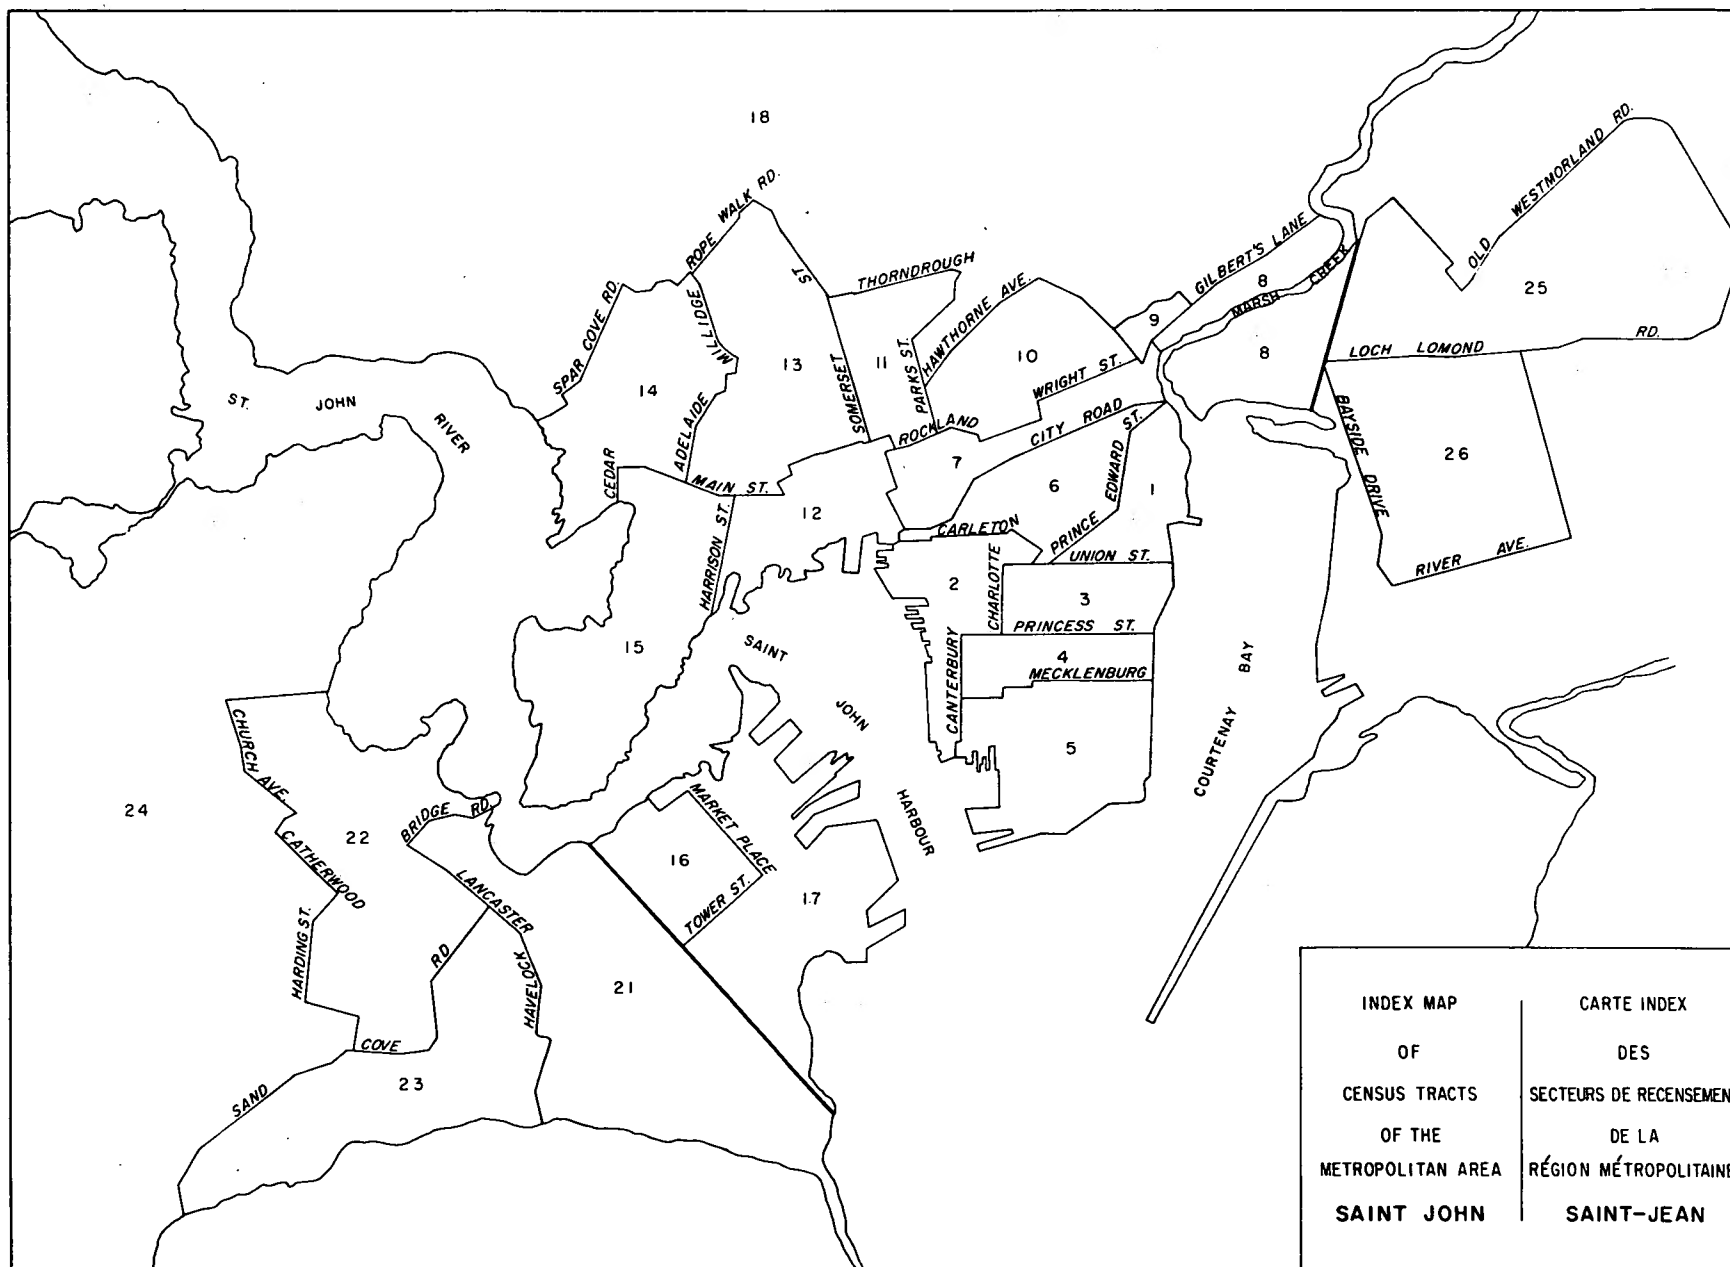 18
ROPE WALK RD.
OLD WESTMORLAND RD.
GILBERT'S LANE
THORNDROUGH
ST
HAWTHORNE AVE.
8
MARSH CREEK
25
SPAR COVE RD.
MILLIDGE
9
13
11
10
14
PARKS ST.
WRIGHT ST.
8
LOCH LOMOND RD.
ST. JOHN RIVER
SOMERSET
ADELAIDE
ROCKLAND
CITY ROAD
BAYSIDE DRIVE
26
CEDAR
MAIN ST.
7
6
PRINCE EDWARD ST.
1
12
HARRISON ST.
CARLETON
UNION ST.
RIVER AVE.
2
CHARLOTTE
3
PRINCESS ST.
15
SAINT JOHN HARBOUR
4
MECKLENBURG
CANTERBURY
COURTENAY BAY
5
CHURCH AVE.
24
22
BRIDGE RD.
MARKET PLACE
CATHERWOOD
16
LANCASTER
TOWER ST.
17
HARDING ST.
RD
HAVELOCK
21
COVE
23
SAND
INDEX MAP
OF
CENSUS TRACTS
OF THE
METROPOLITAN AREA
SAINT JOHN
CARTE INDEX
DES
SECTEURS DE RECENSEMEN
DE LA
RÉGION MÉTROPOLITAINE
SAINT-JEAN